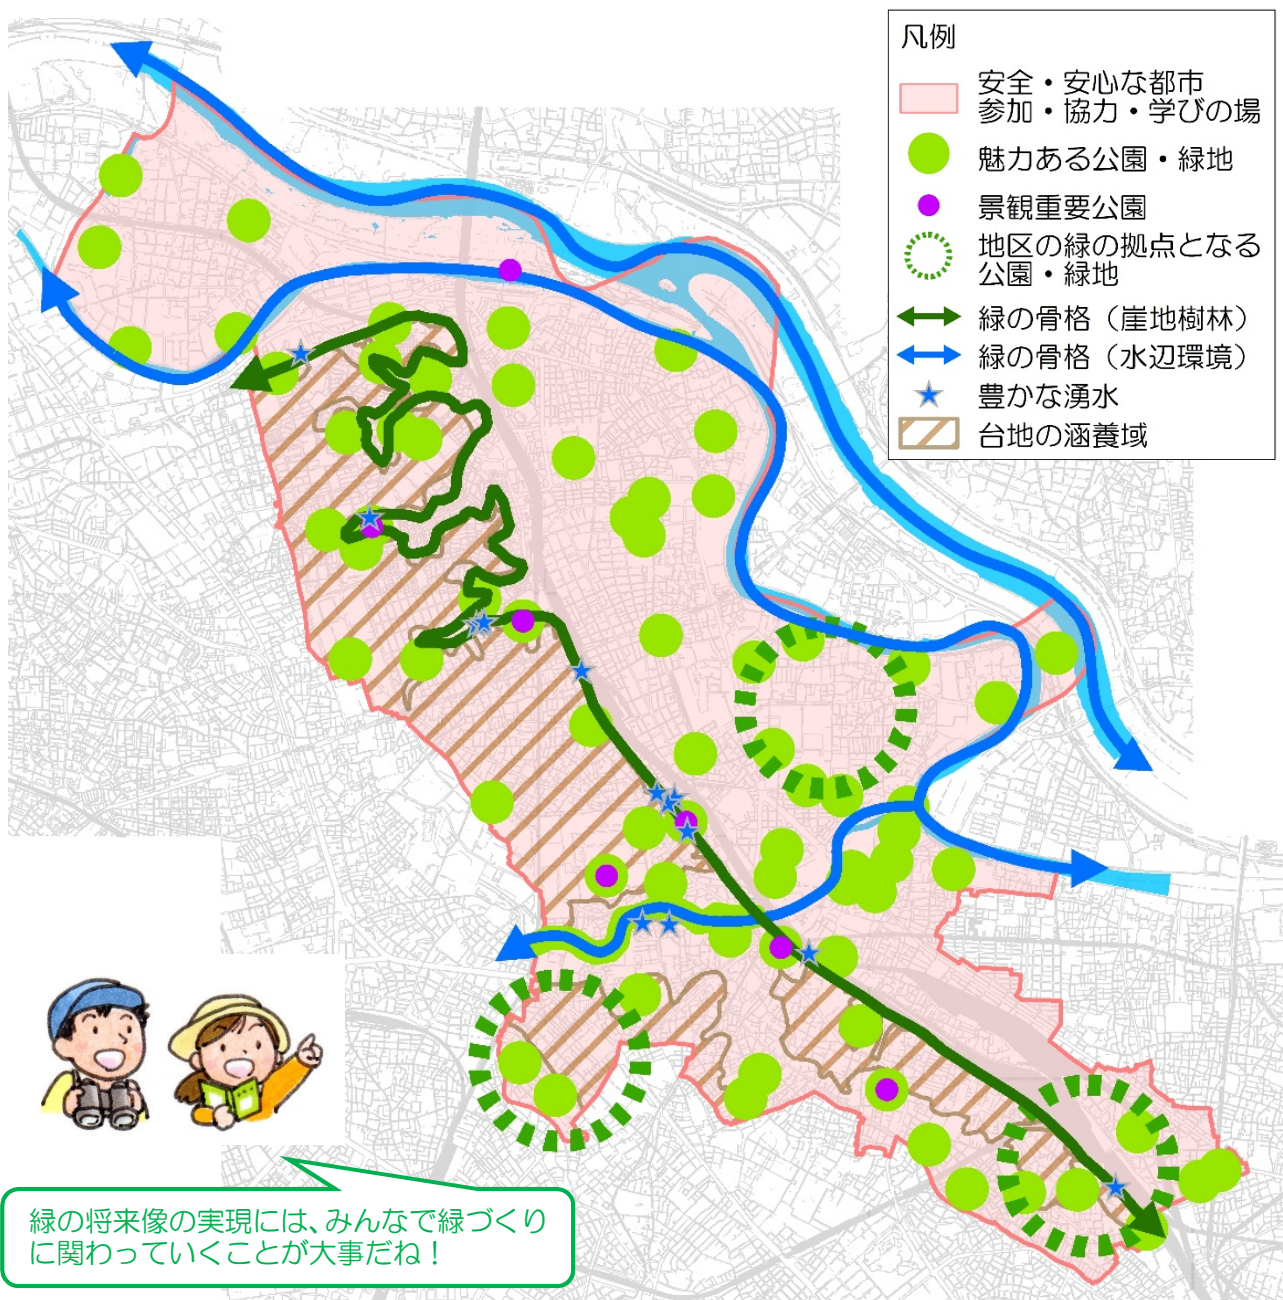 凡例
安全・安心な都市
参加・協力・学びの場
魅力ある公園・緑地
景観重要公園
地区の緑の拠点となる
公園・緑地
緑の骨格（崖地樹林）
緑の骨格（水辺環境）
豊かな湧水
台地の涵養域
緑の将来像の実現には、みんなで緑づくり
に関わっていくことが大事だね！